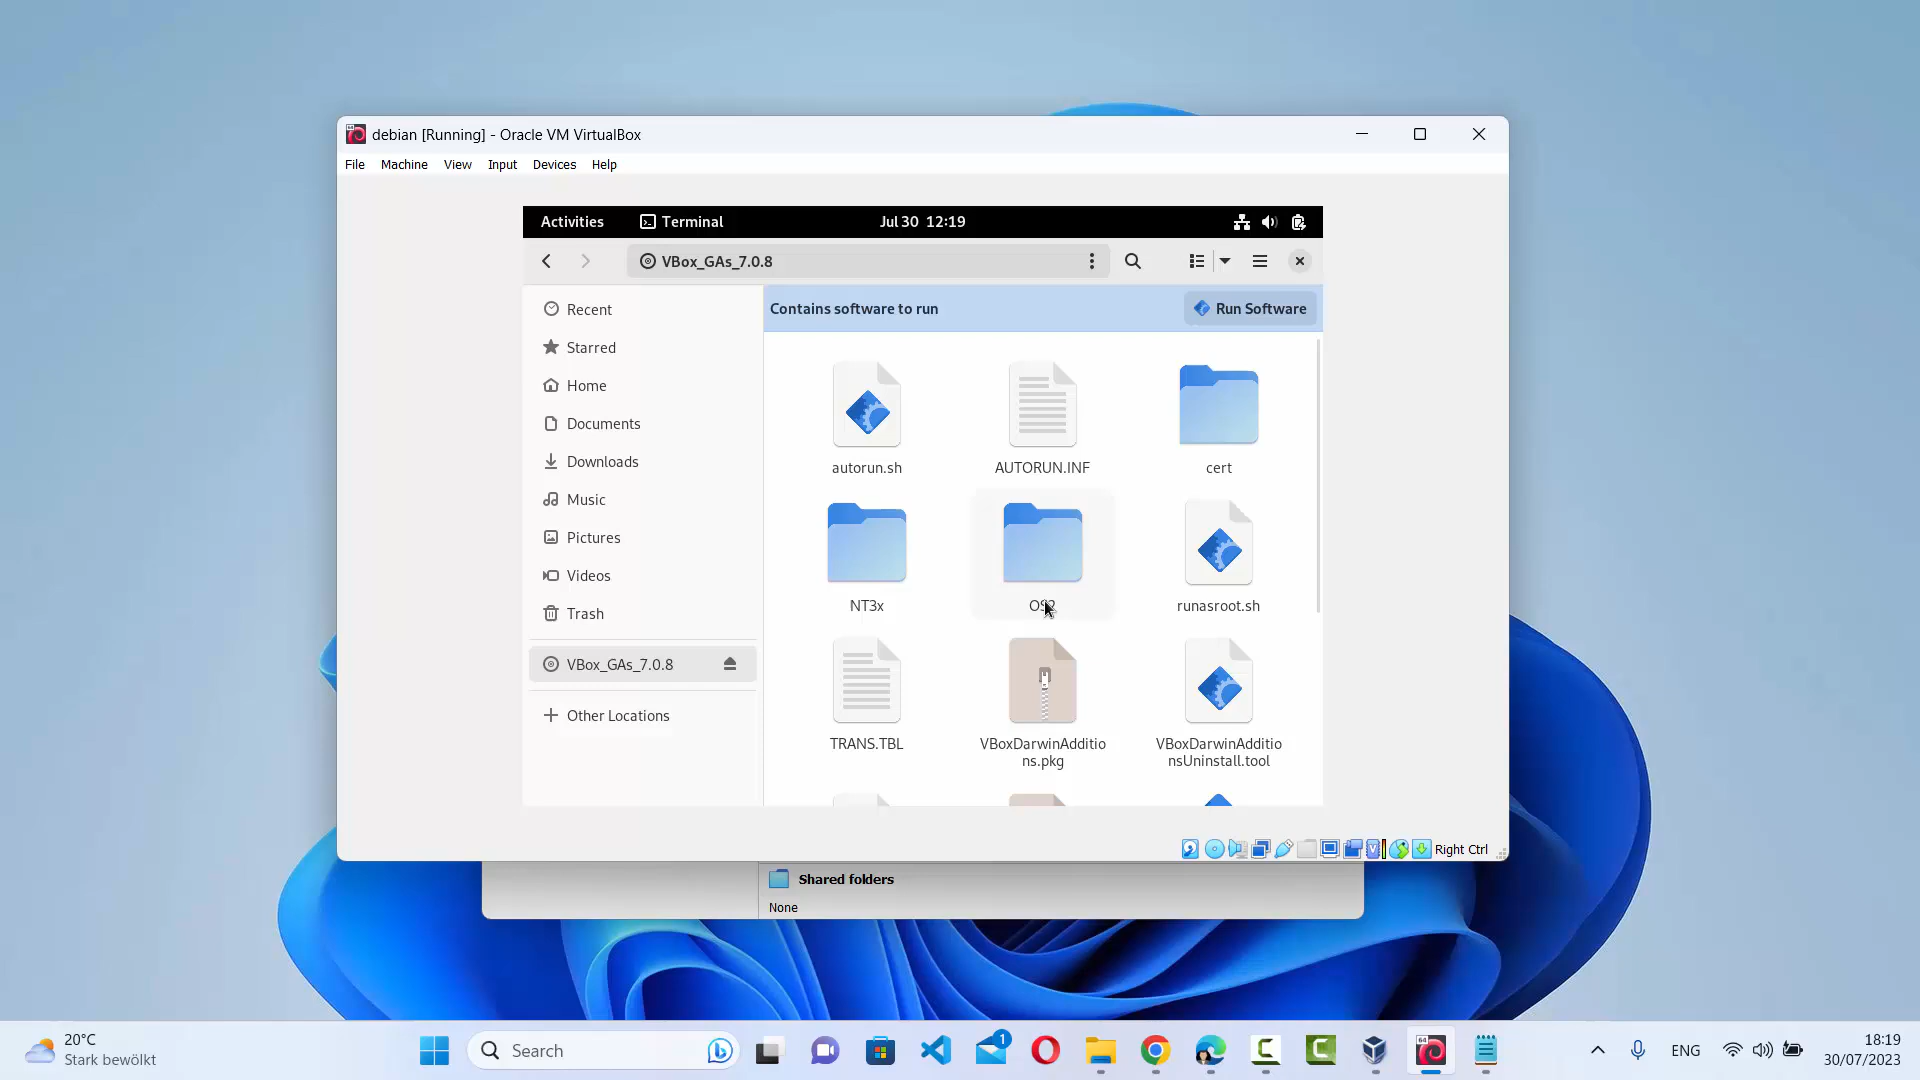 debian [Running] - Oracle VM VirtualBox
File Machine View Input Devices Help
Activities Terminal Jul 30 12:19
VBox_GAs_7.0.8
Recent
Starred
Home
Documents
Downloads
Music
Pictures
Videos
Trash
VBox_GAs_7.0.8
Other Locations
Contains software to run Run Software
autorun.sh AUTORUN.INF cert
NT3x OS2 runasroot.sh
TRANS.TBL VBoxDarwinAdditio VBoxDarwinAdditio
ns.pkg nsUninstall.tool
V Right Ctrl
Shared folders
None
20°C
Stark bewölkt
Search
1
64
ENG
18:19
30/07/2023